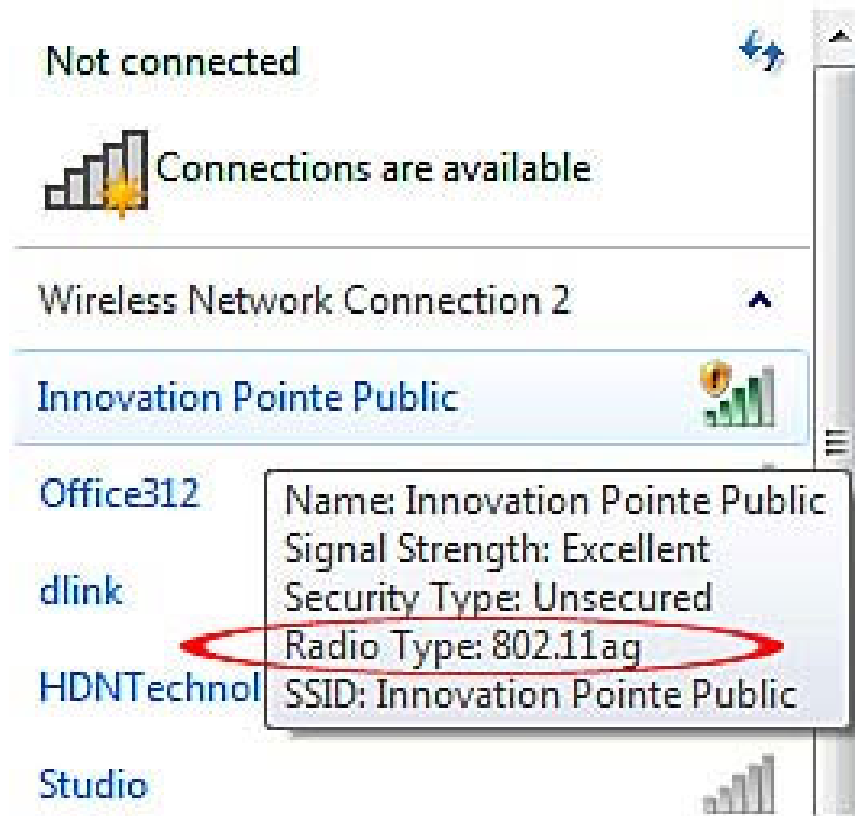 Not connected
Connections are available
Wireless Network Connection 2
Innovation Pointe Public
Office312
Name: Innovation Pointe Public
Signal Strength: Excellent
dlink
Security Type: Unsecured
Radio Type: 802.11ag
HDNTechnol
SSID: Innovation Pointe Public
Studio